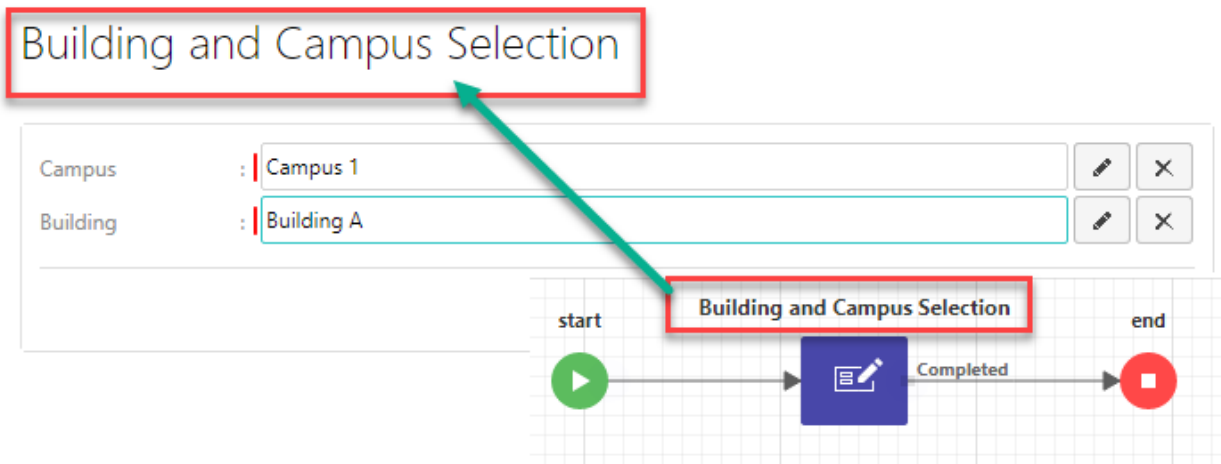 Building and Campus Selection
Campus : Campus 1
Building : Building A
Building and Campus Selection
start
end
Completed